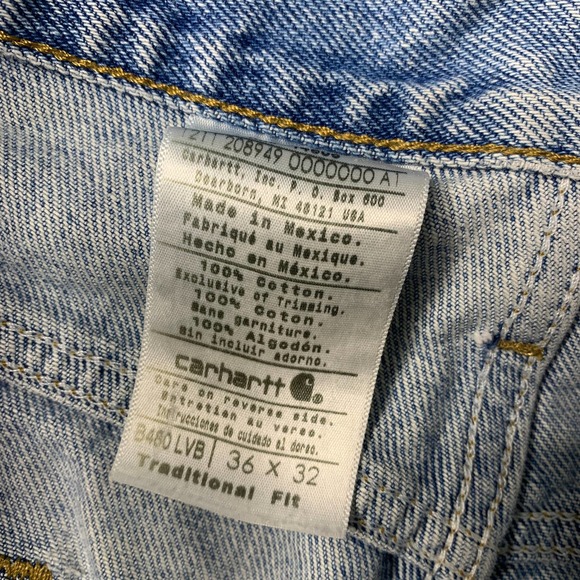 1211 208949 0000000 A1
Carhartt, Inc. P. O. Box 600
Dearborn, MI 48121 USA
Made in Mexico.
Fabriqué au Mexique.
Hecho en México.
100% Cotton.
Exclusive of Trimming.
100% Coton.
Sans garniture.
100% Algodón.
Sin incluir adorno.
carhartt
Care on reverse side.
Entretien au verso.
Instrucciones de cuidado al dorso.
B460 LVB 36 X 32
Traditional Fit